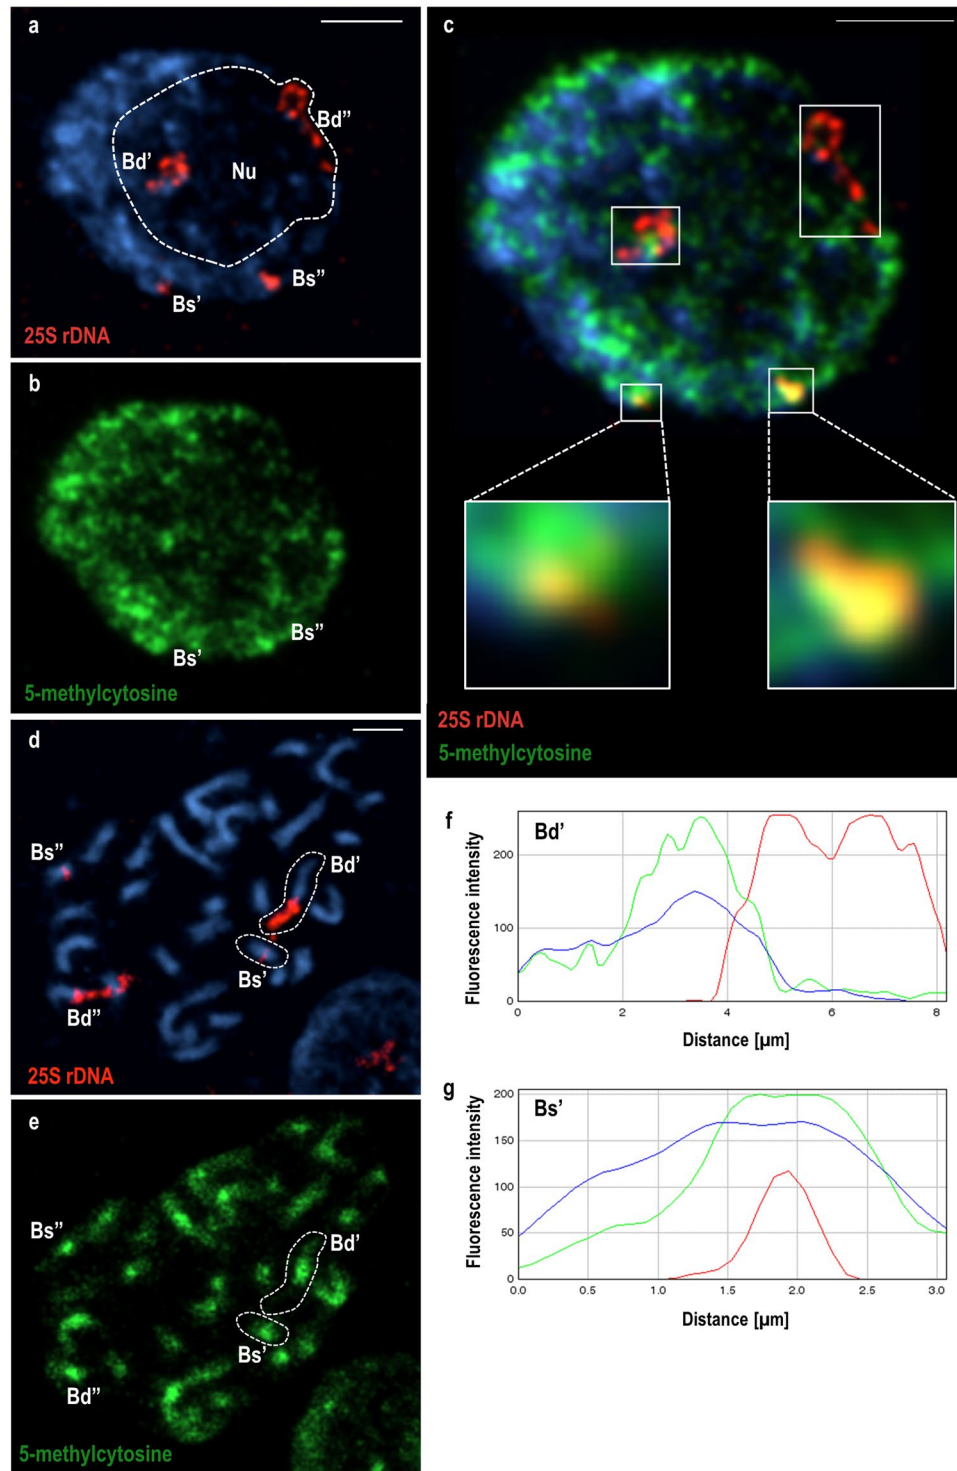 a
Bd’
Bd’’
Nu
Bs’
Bs’’
25S rDNA
b
Bs’
Bs’’
5-methylcytosine
c
25S rDNA
5-methylcytosine
d
Bs’’
Bd’
Bs’
Bd’’
25S rDNA
e
Bs’’
Bd’
Bs’
Bd’’
5-methylcytosine
f
Bd’
Fluorescence intensity
200
100
0
0 2 4 6 8
Distance [µm]
g
Bs’
Fluorescence intensity
200
150
100
50
0
0.0 0.5 1.0 1.5 2.0 2.5 3.0
Distance [µm]